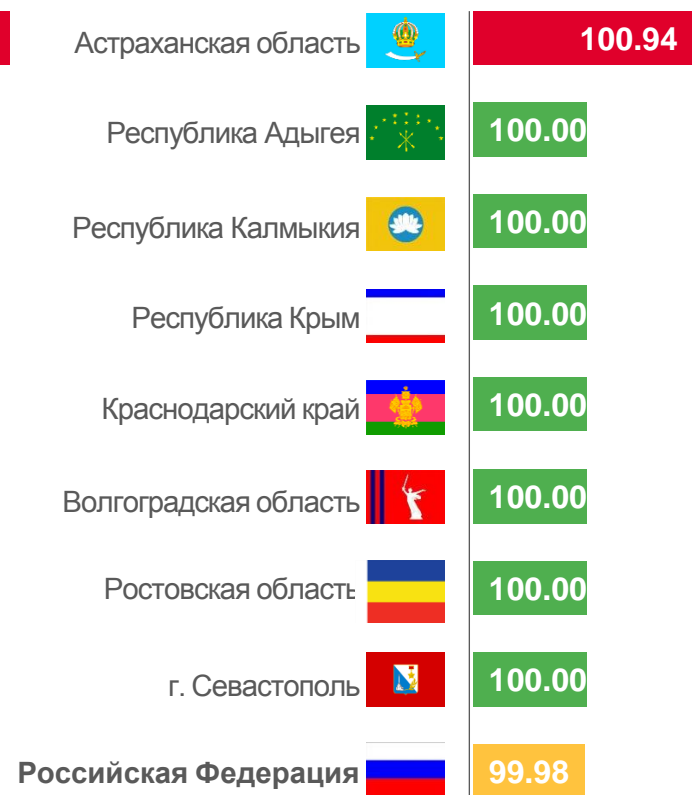 Астраханская область 100.94
Республика Адыгея 100.00
Республика Калмыкия 100.00
Республика Крым 100.00
Краснодарский край 100.00
Волгоградская область 100.00
Ростовская область 100.00
г. Севастополь 100.00
Российская Федерация 99.98